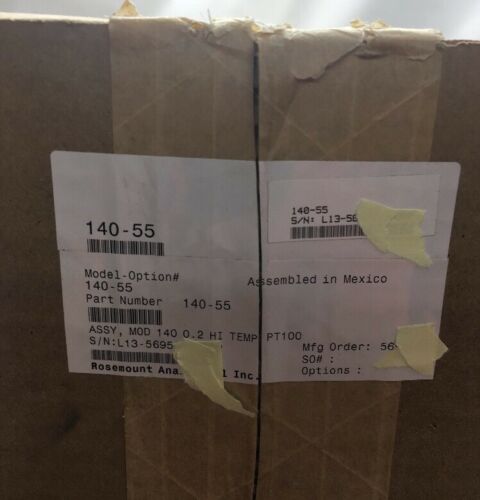 140-55
140-55
S/N: L13-56
Model-Option#
140-55
Assembled in Mexico
Part Number 140-55
ASSY, MOD 140 0.2 HI TEMP PT100
S/N:L13-5695
Mfg Order: 56
SO# :
Options :
Rosemount Inc.